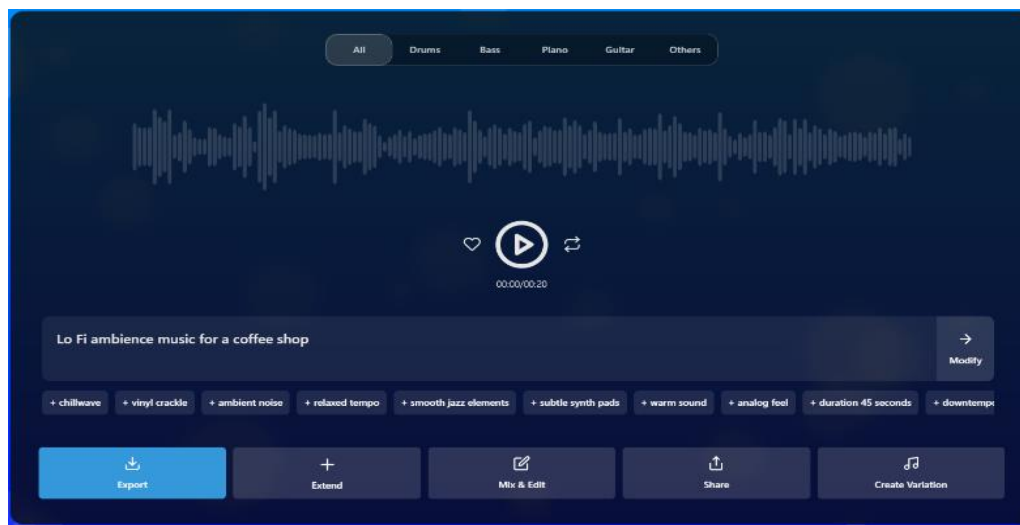 All Drums Bass Piano Guitar Others
00:00/00:20
Lo Fi ambience music for a coffee shop
Modify
+ chillwave + vinyl crackle + ambient noise + relaxed tempo + smooth jazz elements + subtle synth pads + warm sound + analog feel + duration 45 seconds + downtempo
Export Extend Mix & Edit Share Create Variation